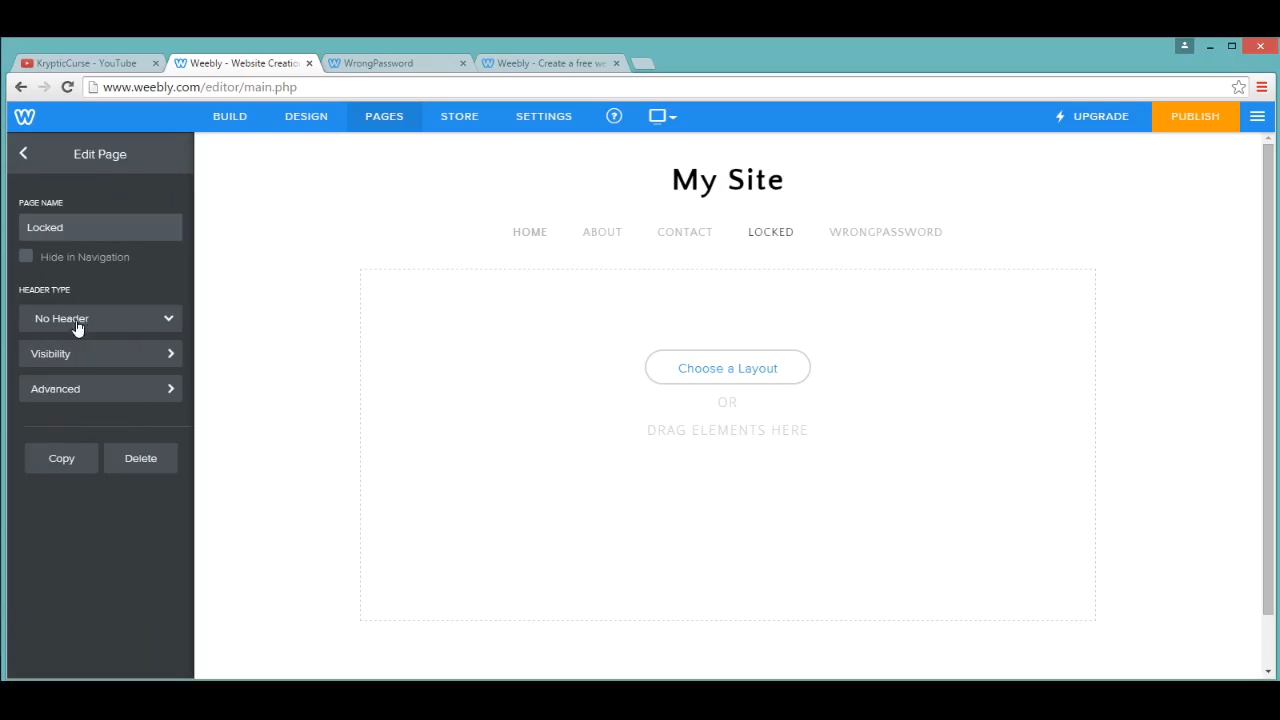 KrypticCurse - YouTube
Weebly - Website Creatio
WrongPassword
Weebly - Create a free we
www.weebly.com/editor/main.php
BUILD
DESIGN
PAGES
STORE
SETTINGS
?
UPGRADE
PUBLISH
Edit Page
PAGE NAME
Locked
Hide in Navigation
HEADER TYPE
No Header
Visibility
Advanced
Copy
Delete
My Site
HOME
ABOUT
CONTACT
LOCKED
WRONGPASSWORD
Choose a Layout
OR
DRAG ELEMENTS HERE